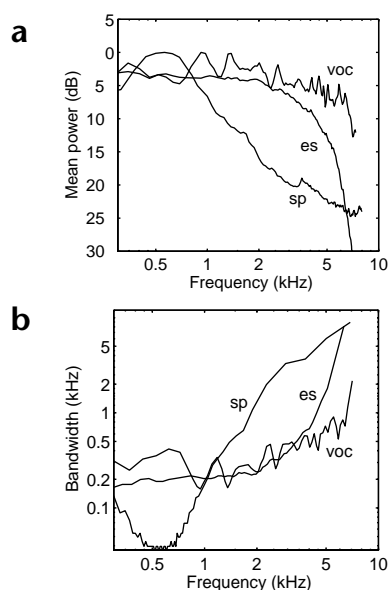 a
Mean power (dB)
0
5
10
15
20
25
30
voc
es
sp
0.5
1
2
5
10
Frequency (kHz)
b
Bandwidth (kHz)
5
2
1
0.5
0.2
0.1
sp
es
voc
0.5
1
2
5
10
Frequency (kHz)